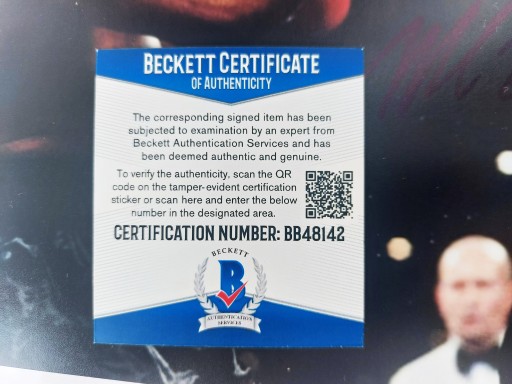 BECKETT CERTIFICATE
OF AUTHENTICITY
The corresponding signed item has been
subjected to examination by an expert from
Beckett Authentication Services and has
been deemed authentic and genuine.
To verify the authenticity, scan the QR
code on the tamper-evident certification
sticker or scan here and enter the below
number in the designated area.
CERTIFICATION NUMBER: BB48142
BECKETT
B
AUTHENTICATION
SERVICES